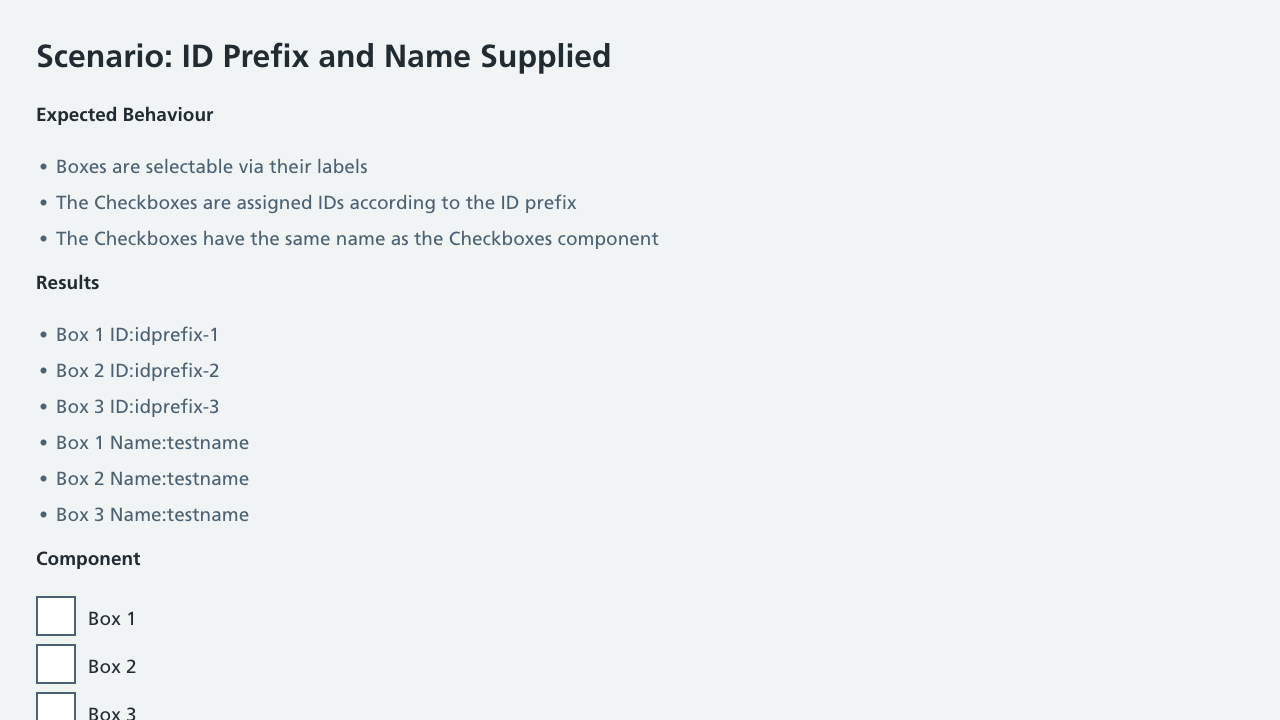 Scenario: ID Prefix and Name Supplied
Expected Behaviour
• Boxes are selectable via their labels
• The Checkboxes are assigned IDs according to the ID prefix
• The Checkboxes have the same name as the Checkboxes component
Results
• Box 1 ID:idprefix-1
• Box 2 ID:idprefix-2
• Box 3 ID:idprefix-3
• Box 1 Name:testname
• Box 2 Name:testname
• Box 3 Name:testname
Component
Box 1
Box 2
Box 3